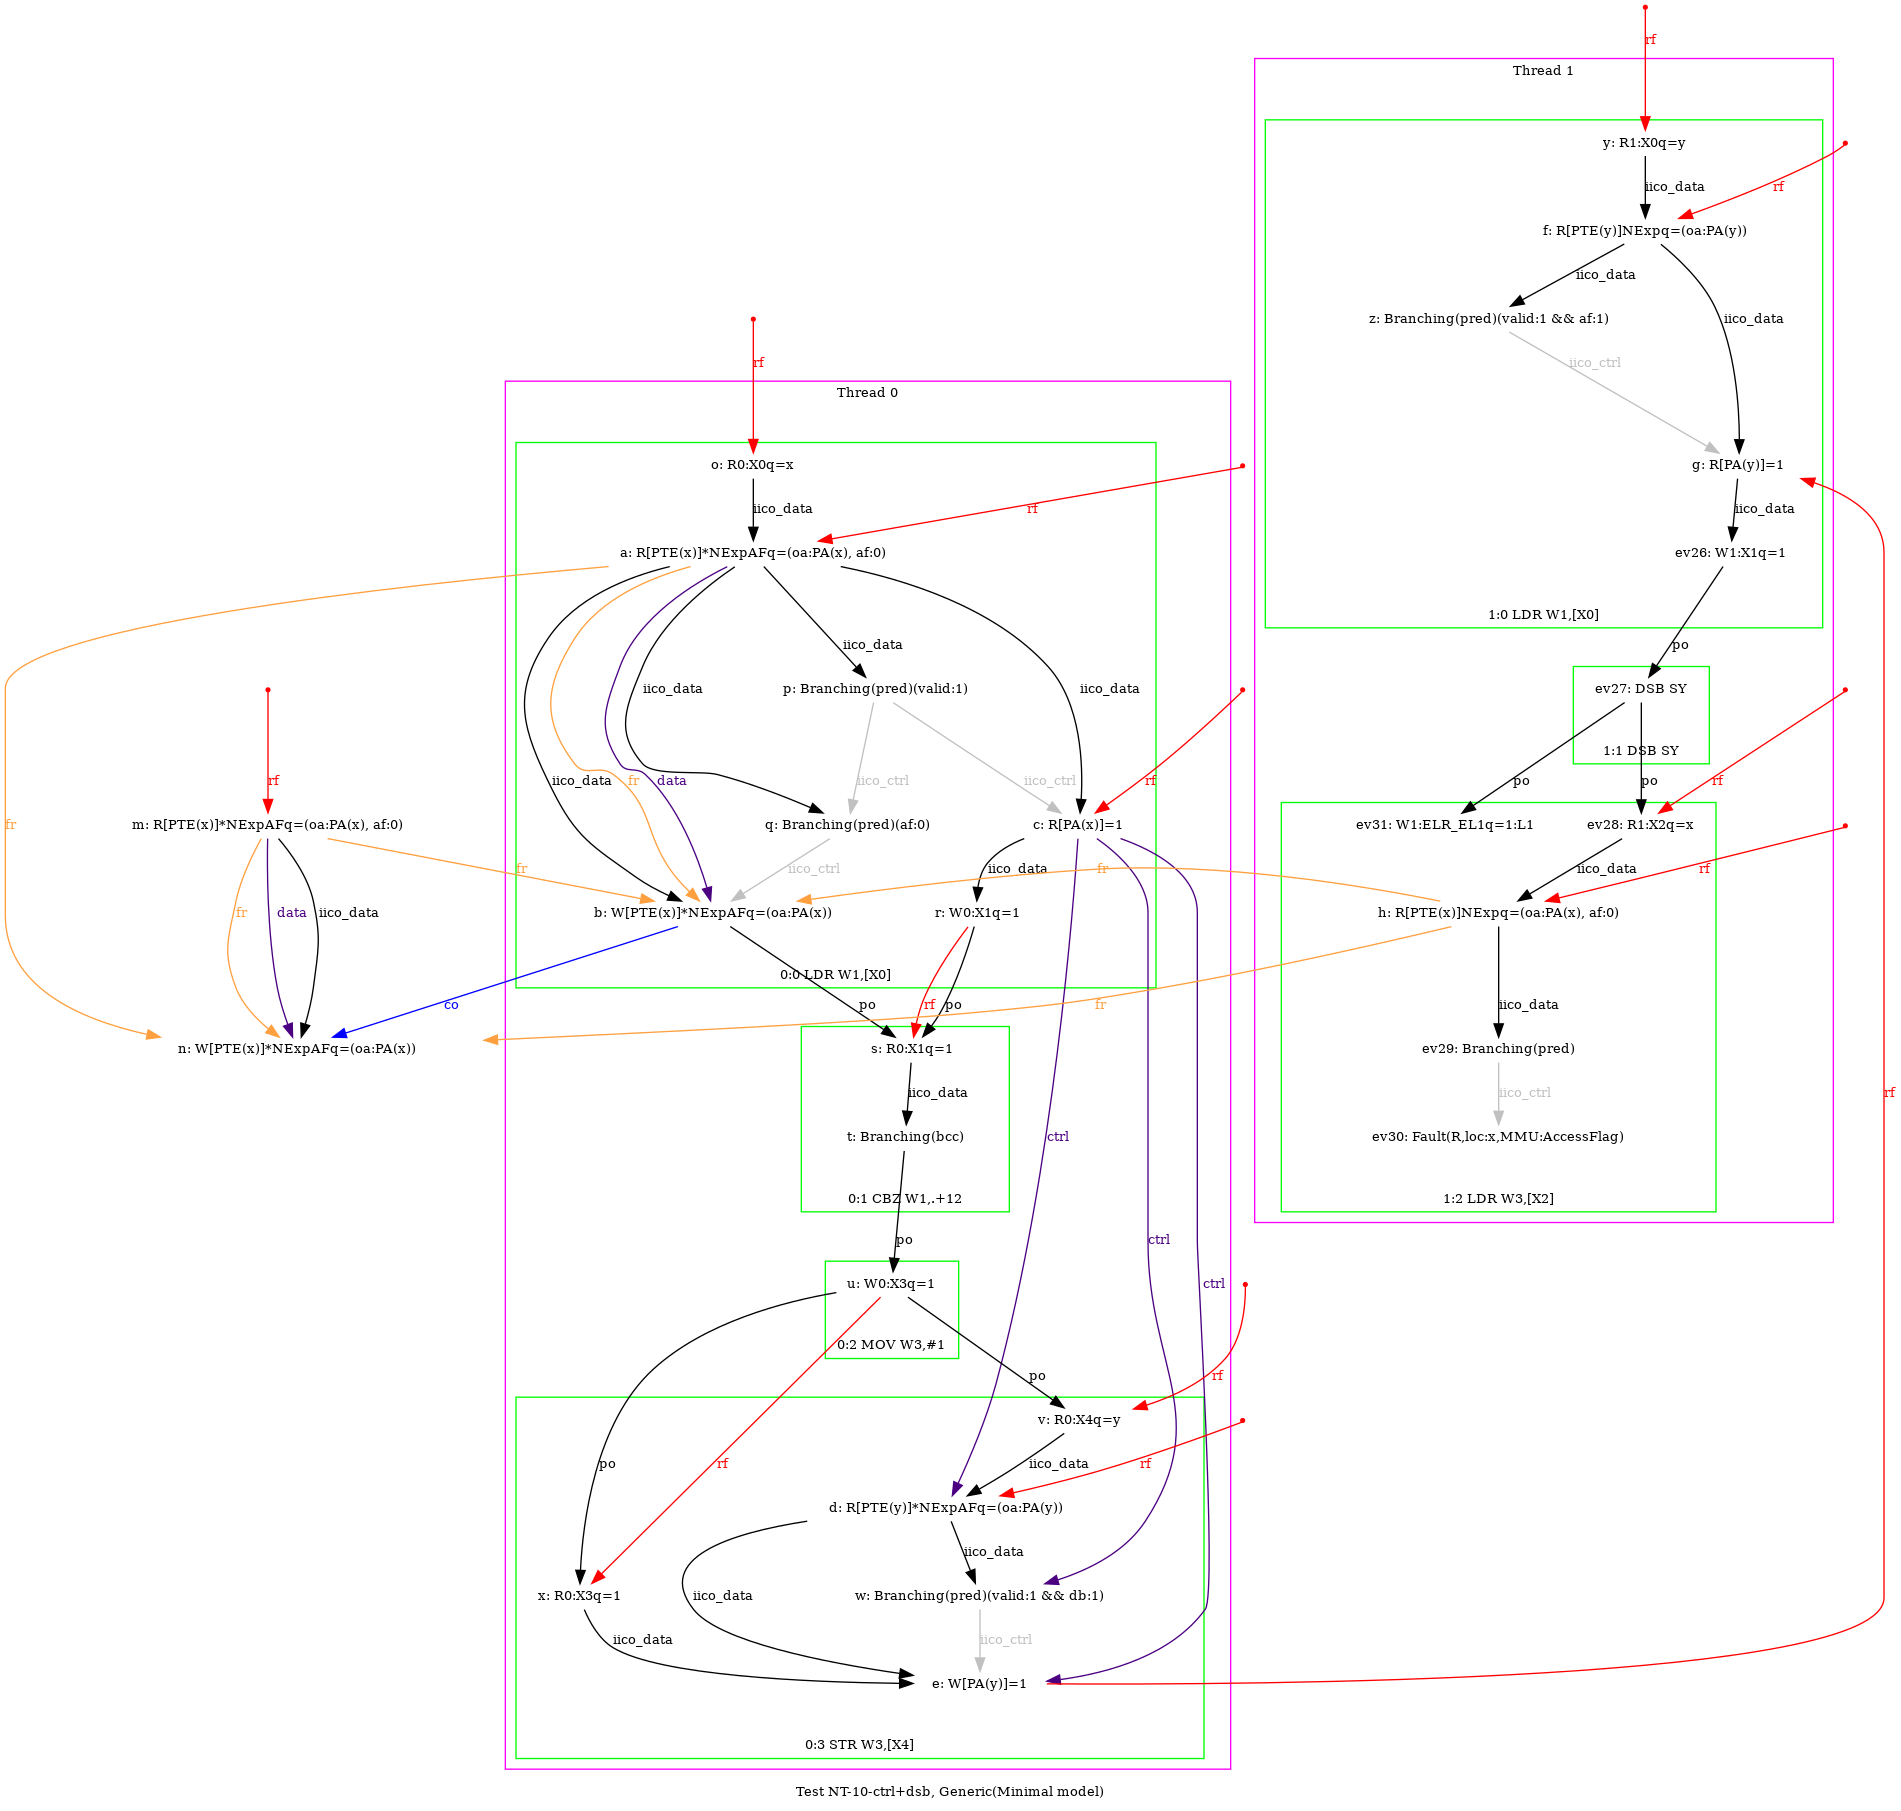 rf
Thread 1
y: R1:X0q=y
iico_data
rf
f: R[PTE(y)]NExpq=(oa:PA(y))
iico_data
z: Branching(pred)(valid:1 && af:1)
iico_data
rf
iico_ctrl
Thread 0
o: R0:X0q=x
g: R[PA(y)]=1
iico_data
rf
iico_data
a: R[PTE(x)]*NExpAFq=(oa:PA(x), af:0)
ev26: W1:X1q=1
1:0 LDR W1,[X0]
iico_data
po
iico_data
p: Branching(pred)(valid:1)
iico_data
ev27: DSB SY
1:1 DSB SY
rf
iico_data
fr
data
iico_ctrl
iico_ctrl
rf
po
po
rf
fr
m: R[PTE(x)]*NExpAFq=(oa:PA(x), af:0)
q: Branching(pred)(af:0)
c: R[PA(x)]=1
ev31: W1:ELR_EL1q=1:L1
ev28: R1:X2q=x
fr
iico_ctrl
iico_data
fr
iico_data
rf
fr
data
iico_data
b: W[PTE(x)]*NExpAFq=(oa:PA(x))
r: W0:X1q=1
h: R[PTE(x)]NExpq=(oa:PA(x), af:0)
0:0 LDR W1,[X0]
co
po
rf
po
fr
iico_data
n: W[PTE(x)]*NExpAFq=(oa:PA(x))
s: R0:X1q=1
ev29: Branching(pred)
iico_data
iico_ctrl
rf
t: Branching(bcc)
ctrl
ev30: Fault(R,loc:x,MMU:AccessFlag)
0:1 CBZ W1,.+12
1:2 LDR W3,[X2]
po
ctrl
u: W0:X3q=1
ctrl
0:2 MOV W3,#1
po
rf
v: R0:X4q=y
po
rf
iico_data
rf
d: R[PTE(y)]*NExpAFq=(oa:PA(y))
iico_data
x: R0:X3q=1
iico_data
w: Branching(pred)(valid:1 && db:1)
iico_data
iico_ctrl
e: W[PA(y)]=1
0:3 STR W3,[X4]
Test NT-10-ctrl+dsb, Generic(Minimal model)